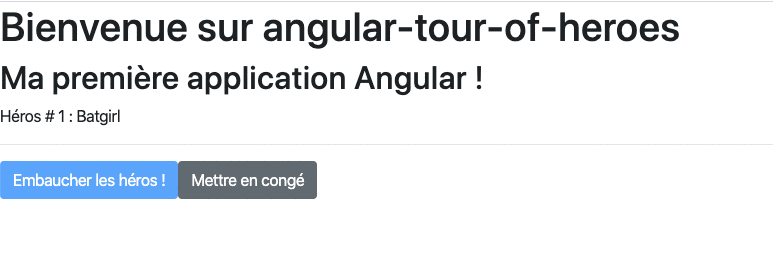 Bienvenue sur angular-tour-of-heroes
Ma première application Angular !
Héros # 1 : Batgirl
Embaucher les héros ! Mettre en congé